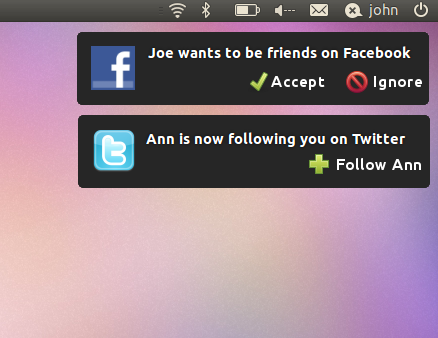 john
Joe wants to be friends on Facebook
Accept Ignore
Ann is now following you on Twitter
Follow Ann